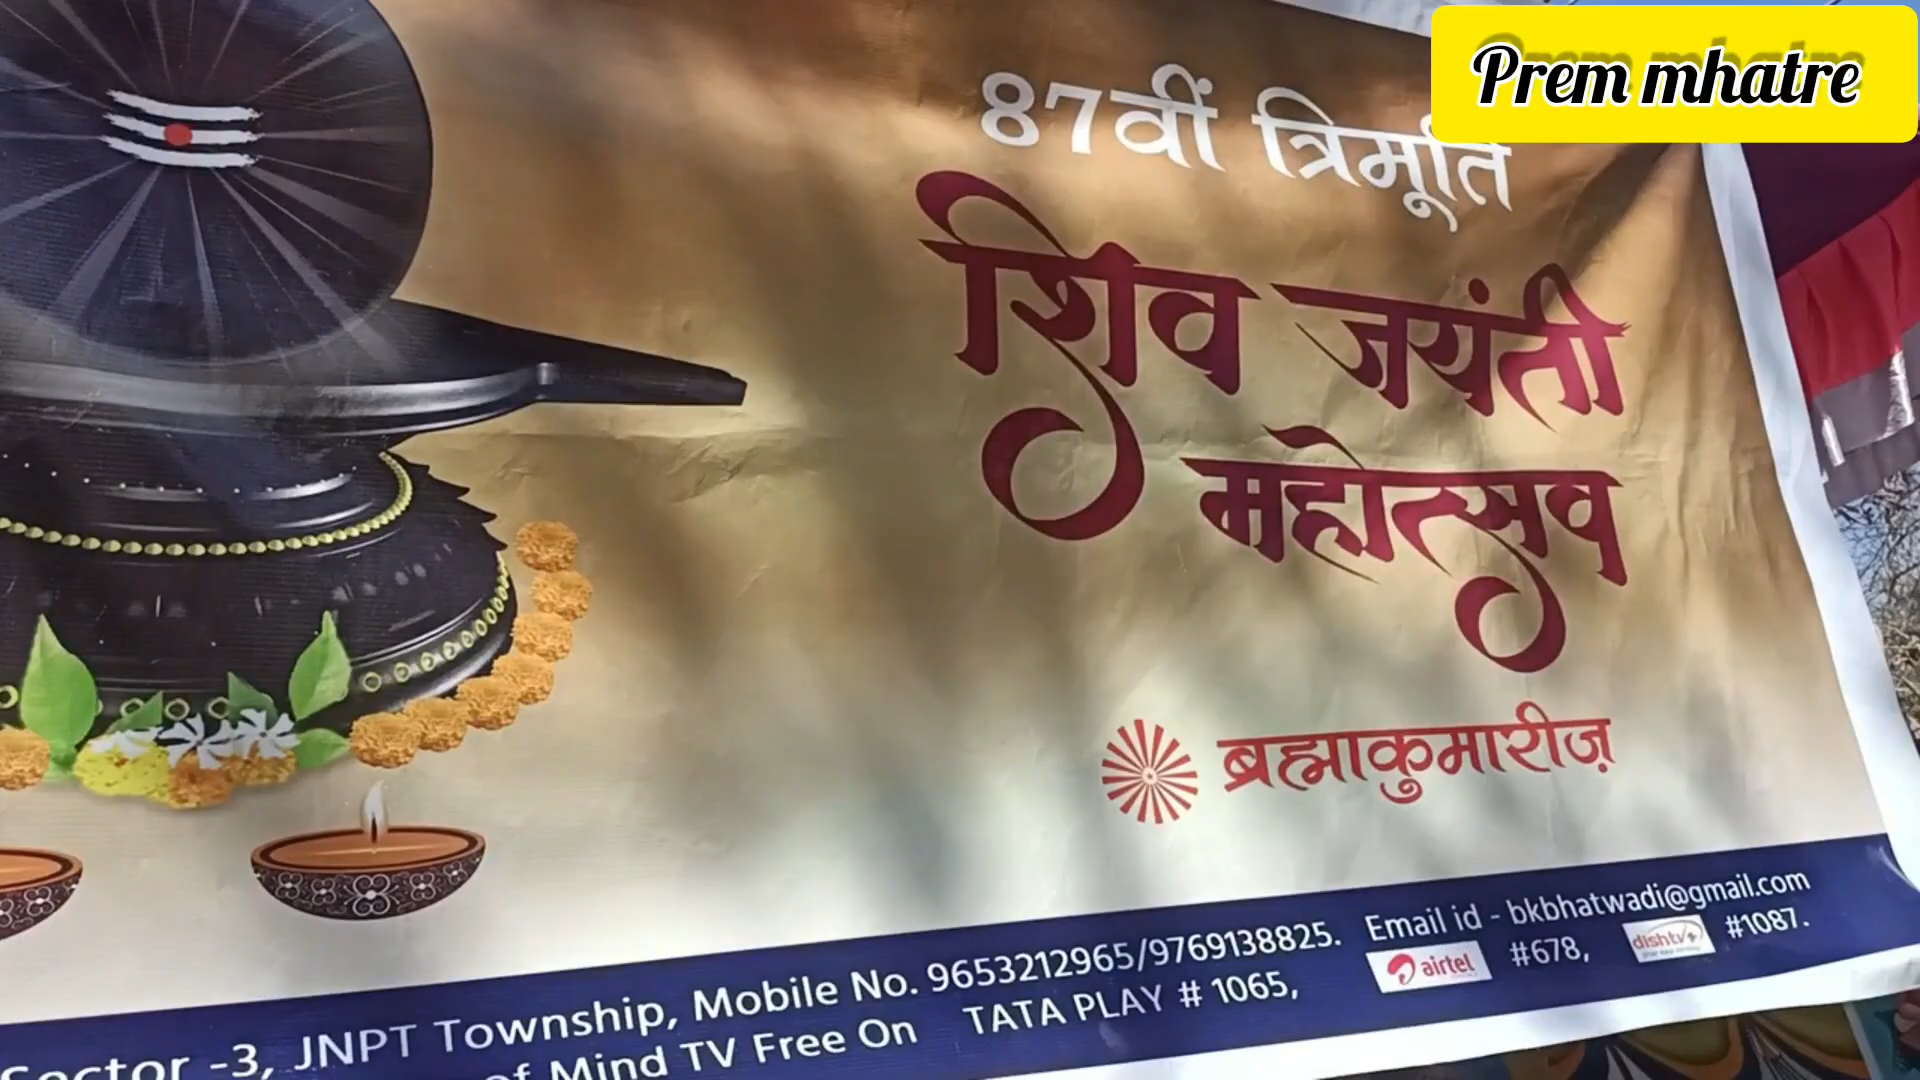 Prem mhatre
87वीं त्रिमूर्ति
शिव जयंती
महोत्सव
ब्रह्माकुमारीज़
Sector -3, JNPT Township, Mobile No. 9653212965/9769138825. Email id - bkbhatwadi@gmail.com
of Mind TV Free On TATA PLAY # 1065, airtel #678, dishtv #1087.